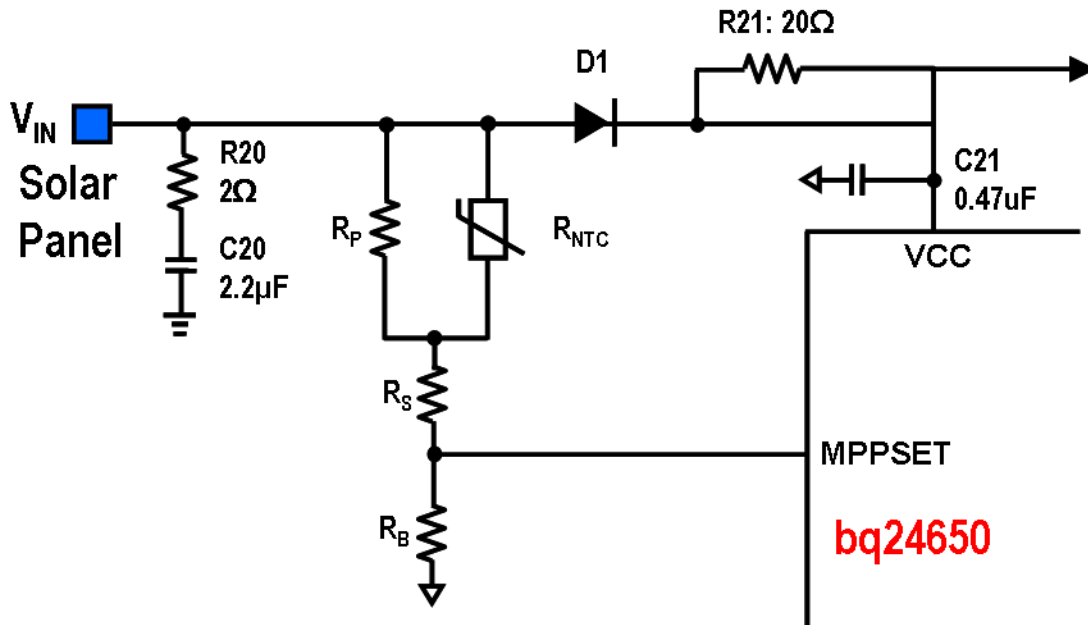 R21: 20Ω
D1
VIN
Solar
Panel
R20
2Ω
C20
2.2µF
RP
RNTC
C21
0.47uF
VCC
RS
MPPSET
RB
bq24650